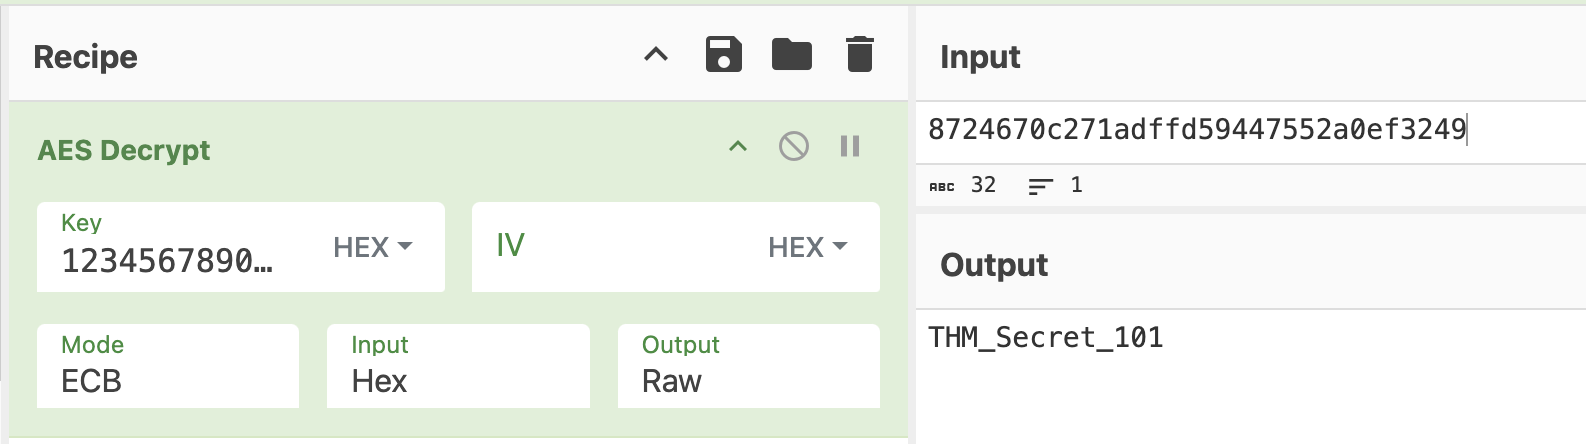 Recipe
AES Decrypt
Key
1234567890...
HEX
IV
HEX
Mode
ECB
Input
Hex
Output
Raw
Input
8724670c271adffd59447552a0ef3249
ABC 32 1
Output
THM_Secret_101